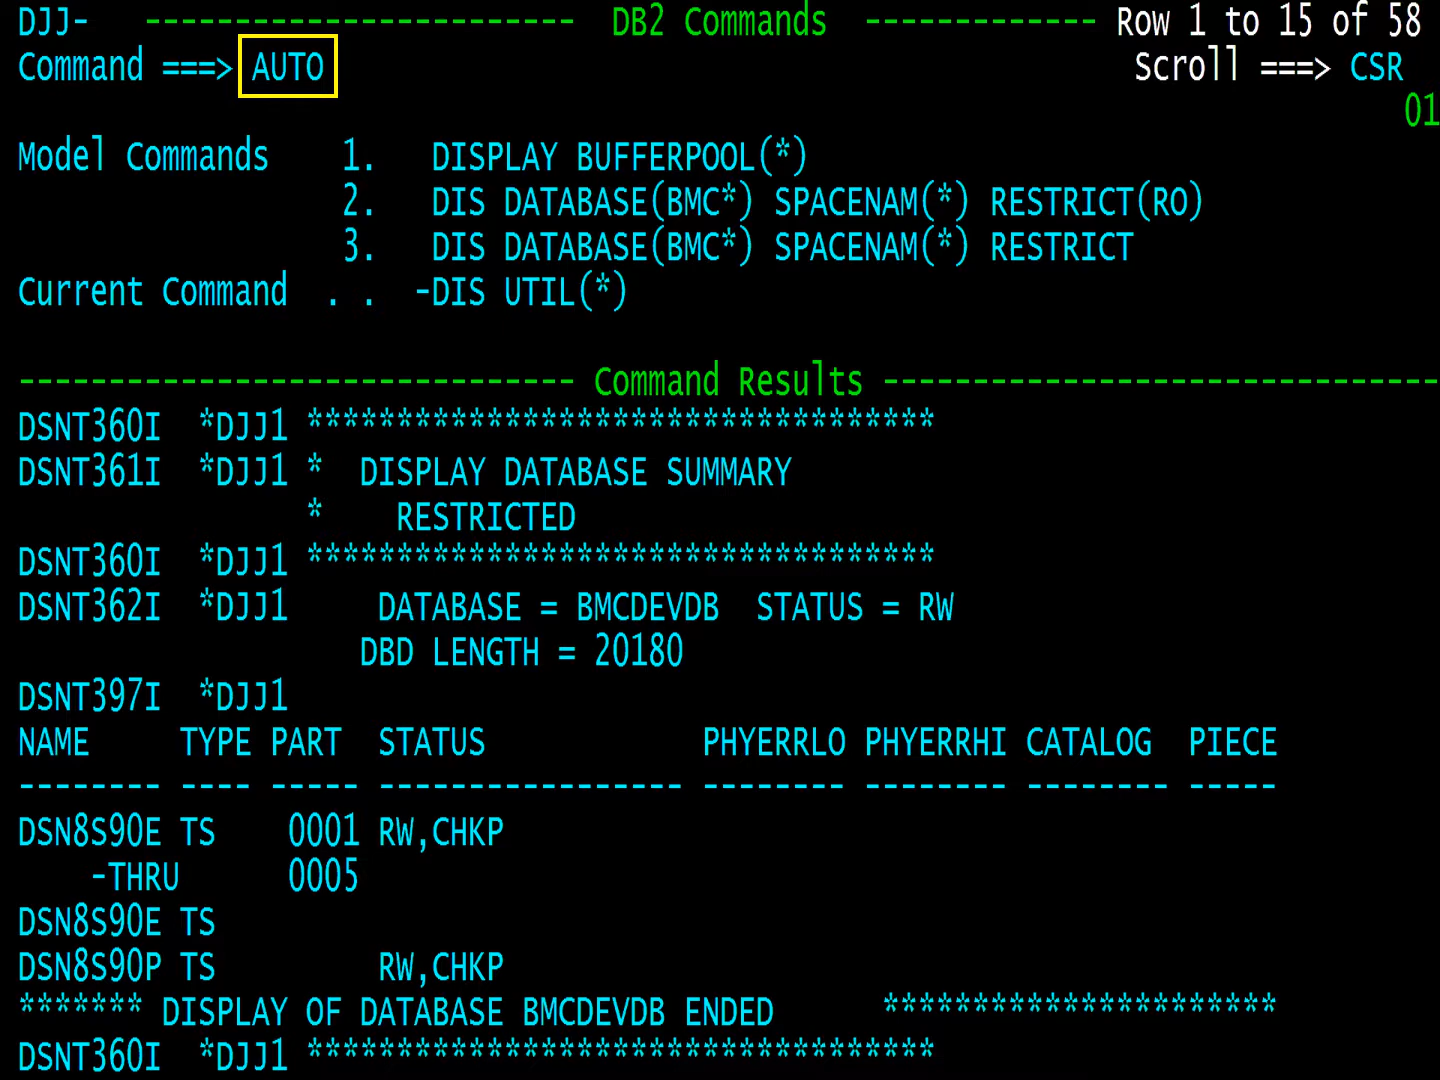 DJJ- ------------------------ DB2 Commands ------------- Row 1 to 15 of 58
Command ===> AUTO Scroll ===> CSR
01
Model Commands 1. DISPLAY BUFFERPOOL(*)
2. DIS DATABASE(BMC*) SPACENAM(*) RESTRICT(RO)
3. DIS DATABASE(BMC*) SPACENAM(*) RESTRICT
Current Command . . -DIS UTIL(*)
------------------------------- Command Results -------------------------------
DSNT360I *DJJ1 ***********************************
DSNT361I *DJJ1 * DISPLAY DATABASE SUMMARY
* RESTRICTED
DSNT360I *DJJ1 ***********************************
DSNT362I *DJJ1 DATABASE = BMCDEVDB STATUS = RW
DBD LENGTH = 20180
DSNT397I *DJJ1
NAME TYPE PART STATUS PHYERRLO PHYERRHI CATALOG PIECE
-------- ---- ----- ----------------- -------- -------- -------- -----
DSN8S90E TS 0001 RW,CHKP
-THRU 0005
DSN8S90E TS
DSN8S90P TS RW,CHKP
******* DISPLAY OF DATABASE BMCDEVDB ENDED **********************
DSNT360I *DJJ1 ***********************************